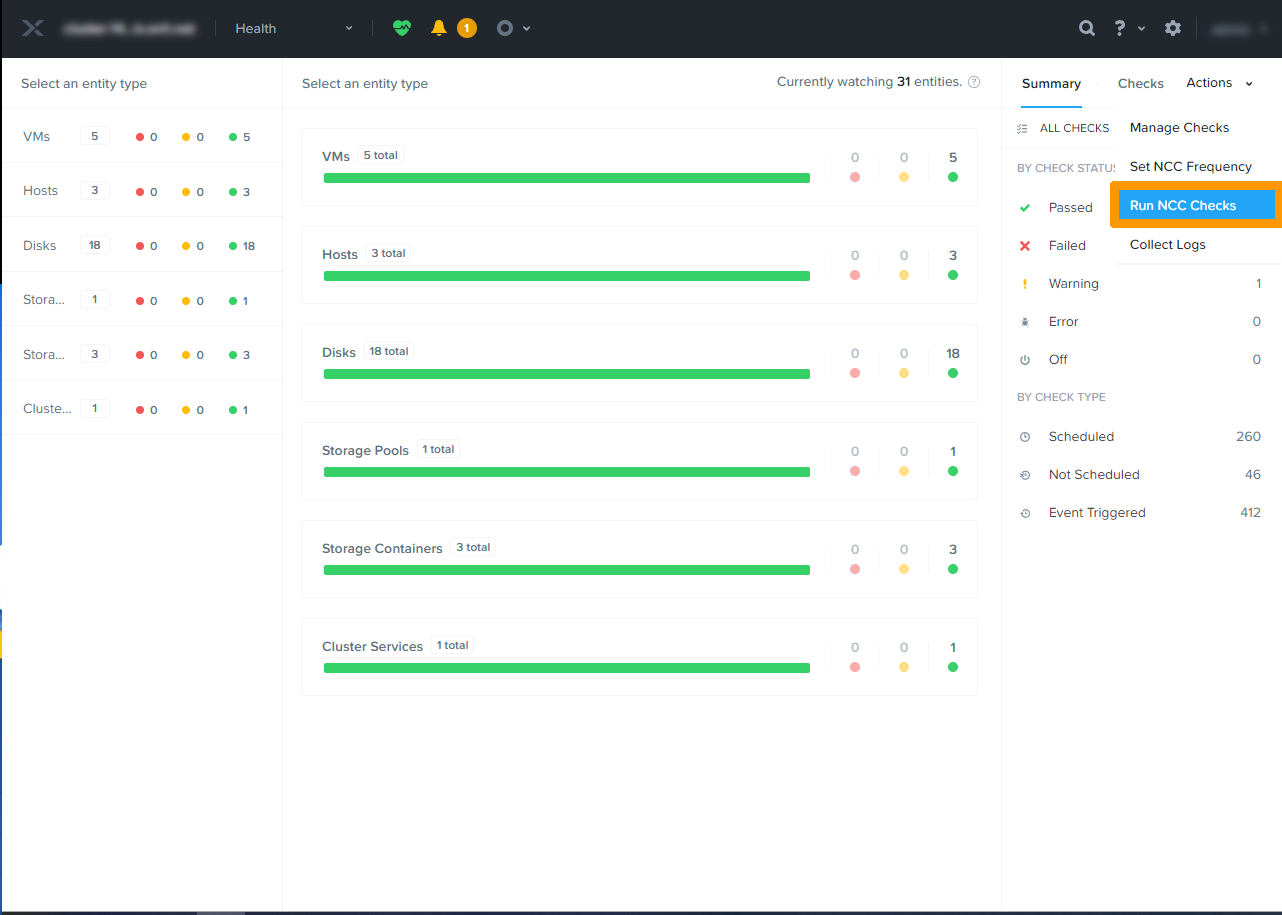 Health
1
?
Select an entity type
VMs 5 0 0 5
Hosts 3 0 0 3
Disks 18 0 0 18
Stora... 1 0 0 1
Stora... 3 0 0 3
Cluste... 1 0 0 1
Select an entity type
Currently watching 31 entities. ?
VMs 5 total 0 0 5
Hosts 3 total 0 0 3
Disks 18 total 0 0 18
Storage Pools 1 total 0 0 1
Storage Containers 3 total 0 0 3
Cluster Services 1 total 0 0 1
Summary Checks Actions
Manage Checks
Set NCC Frequency
Run NCC Checks
Collect Logs
ALL CHECKS
BY CHECK STATUS
Passed
Failed
Warning 1
Error 0
Off 0
BY CHECK TYPE
Scheduled 260
Not Scheduled 46
Event Triggered 412